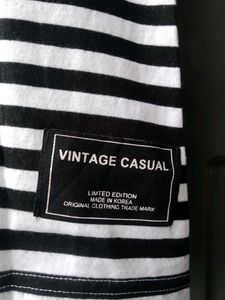 VINTAGE CASUAL
LIMITED EDITION
MADE IN KOREA
ORIGINAL CLOTHING TRADE MARK